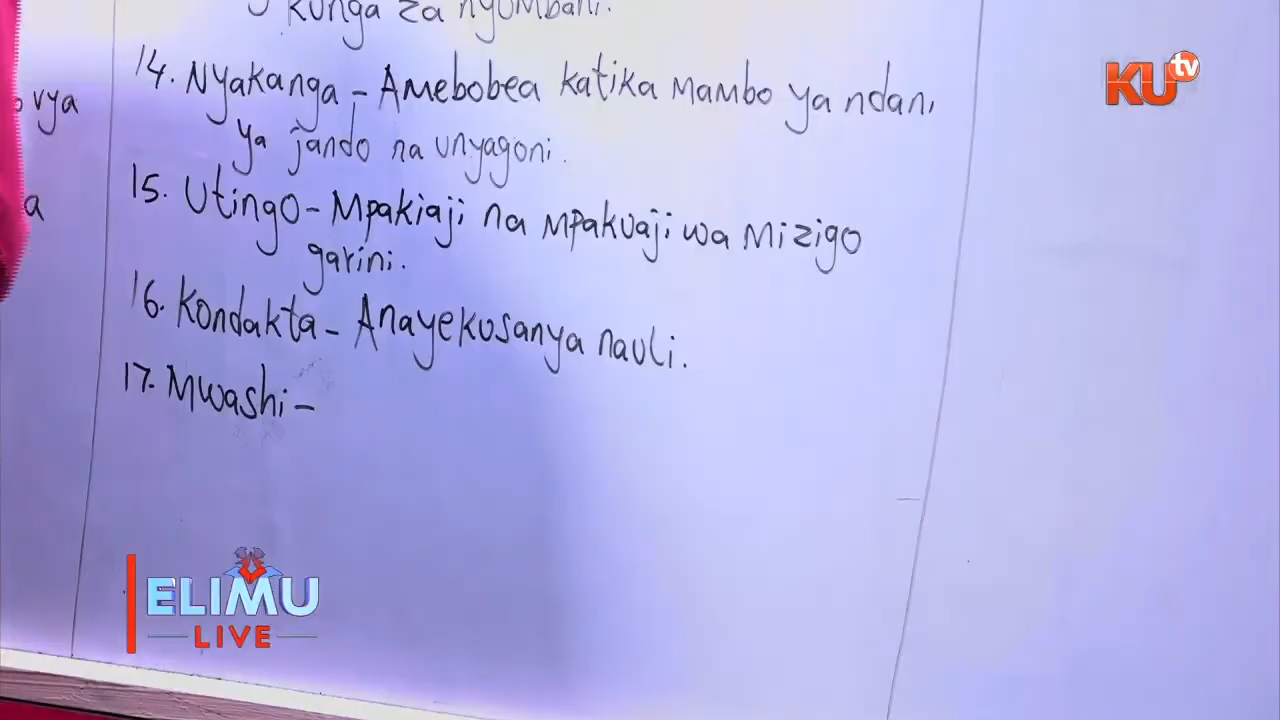 kunga za nyumbani.
14. Nyakanga - Amebobea katika mambo ya ndani
ya jando na unyagoni.
15. Utingo - Mpakiaji na mpakuaji wa mizigo
garini.
16. Kondakta - Anayekusanya nauli.
17. Mwashi -
vya
a
KU tv
ELIMU
LIVE